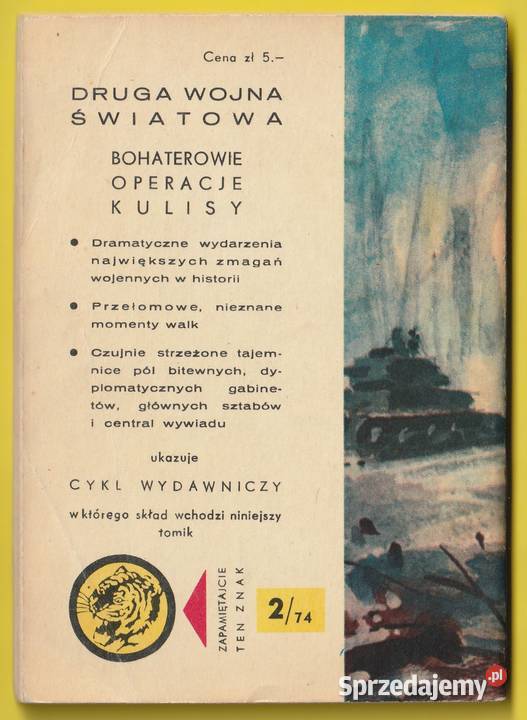 Cena zł 5.—
DRUGA WOJNA
ŚWIATOWA
BOHATEROWIE
OPERACJE
KULISY
● Dramatyczne wydarzenia
największych zmagań
wojennych w historii
● Przełomowe, nieznane
momenty walk
● Czujnie strzeżone tajem-
nice pól bitewnych, dy-
plomatycznych gabine-
tów, głównych sztabów
i central wywiadu
ukazuje
CYKL WYDAWNICZY
w którego skład wchodzi niniejszy
tomik
ZAPAMIĘTAJCIE
TEN ZNAK
2/74
Sprzedajemy.pl